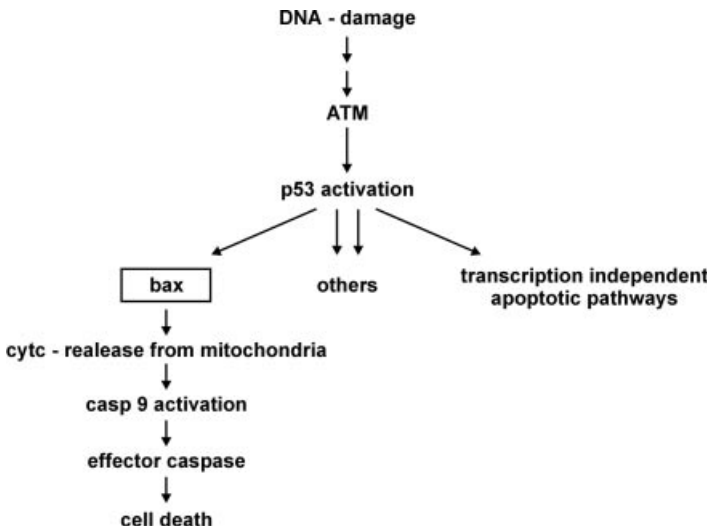 DNA - damage
ATM
p53 activation
bax
others
transcription independent
apoptotic pathways
cytc - realease from mitochondria
casp 9 activation
effector caspase
cell death